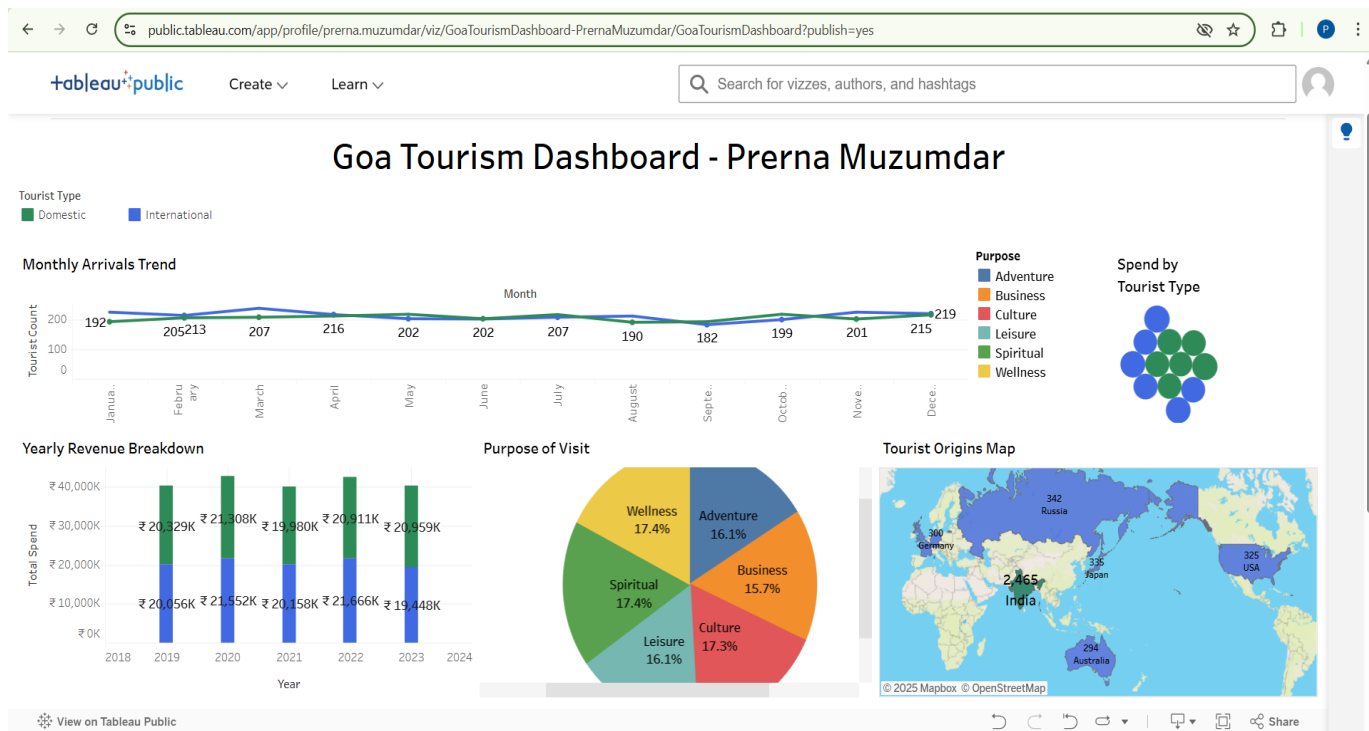 public.tableau.com/app/profile/prerna.muzumdar/viz/GoaTourismDashboard-PrernaMuzumdar/GoaTourismDashboard?publish=yes
P
+ableau public
Create
Learn
Search for vizzes, authors, and hashtags
Goa Tourism Dashboard - Prerna Muzumdar
Tourist Type
Domestic
International
Monthly Arrivals Trend
Month
Tourist Count
200
100
0
192
205
213
207
216
202
202
207
190
182
199
201
215
219
Janua..
Febru
ary
March
April
May
June
July
August
Septe..
Octob..
Nove..
Dece..
Purpose
Adventure
Business
Culture
Leisure
Spiritual
Wellness
Spend by
Tourist Type
Yearly Revenue Breakdown
Total Spend
₹ 40,000K
₹ 30,000K
₹ 20,000K
₹ 10,000K
₹ 0K
₹ 20,329K
₹ 21,308K
₹ 19,980K
₹ 20,911K
₹ 20,959K
₹ 20,056K
₹ 21,552K
₹ 20,158K
₹ 21,666K
₹ 19,448K
2018
2019
2020
2021
2022
2023
2024
Year
Purpose of Visit
Wellness
17.4%
Adventure
16.1%
Business
15.7%
Spiritual
17.4%
Culture
17.3%
Leisure
16.1%
Tourist Origins Map
342
Russia
300
Germany
335
Japan
325
USA
2,465
India
294
Australia
© 2025 Mapbox © OpenStreetMap
View on Tableau Public
Share